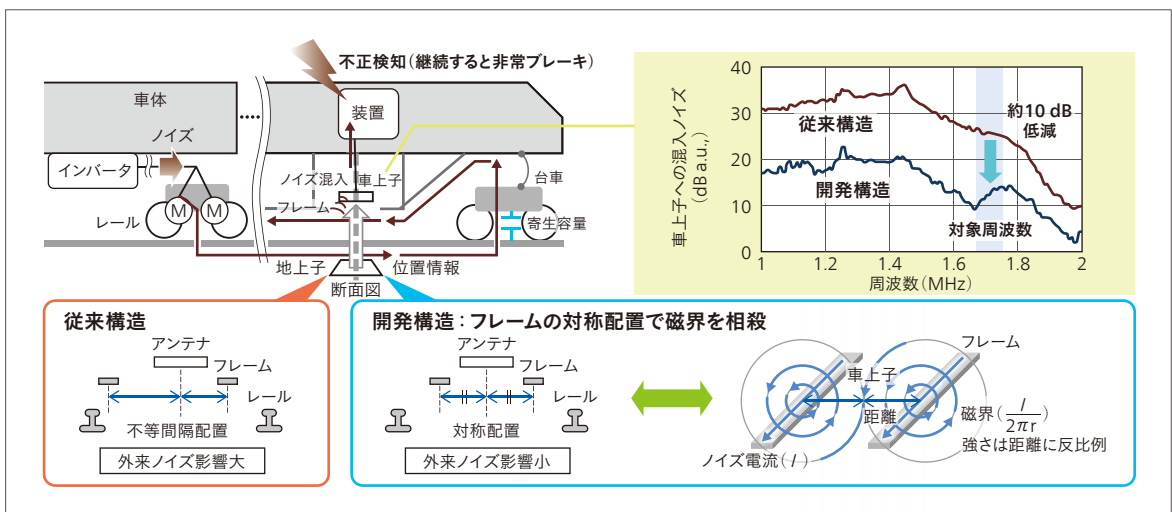 不正検知(継続すると非常ブレーキ)
車体
装置
ノイズ
インバータ
ノイズ混入
車上子
フレーム
台車
レール
M
M
寄生容量
地上子
位置情報
断面図
車上子への混入ノイズ
(dB a.u.,)
40
30
20
10
0
従来構造
約10 dB
低減
開発構造
対象周波数
1
1.2
1.4
1.6
1.8
2
周波数(MHz)
従来構造
アンテナ
フレーム
レール
不等間隔配置
外来ノイズ影響大
開発構造:フレームの対称配置で磁界を相殺
アンテナ
フレーム
レール
対称配置
外来ノイズ影響小
フレーム
車上子
距離
磁界(I/2πr)
強さは距離に反比例
ノイズ電流(I)